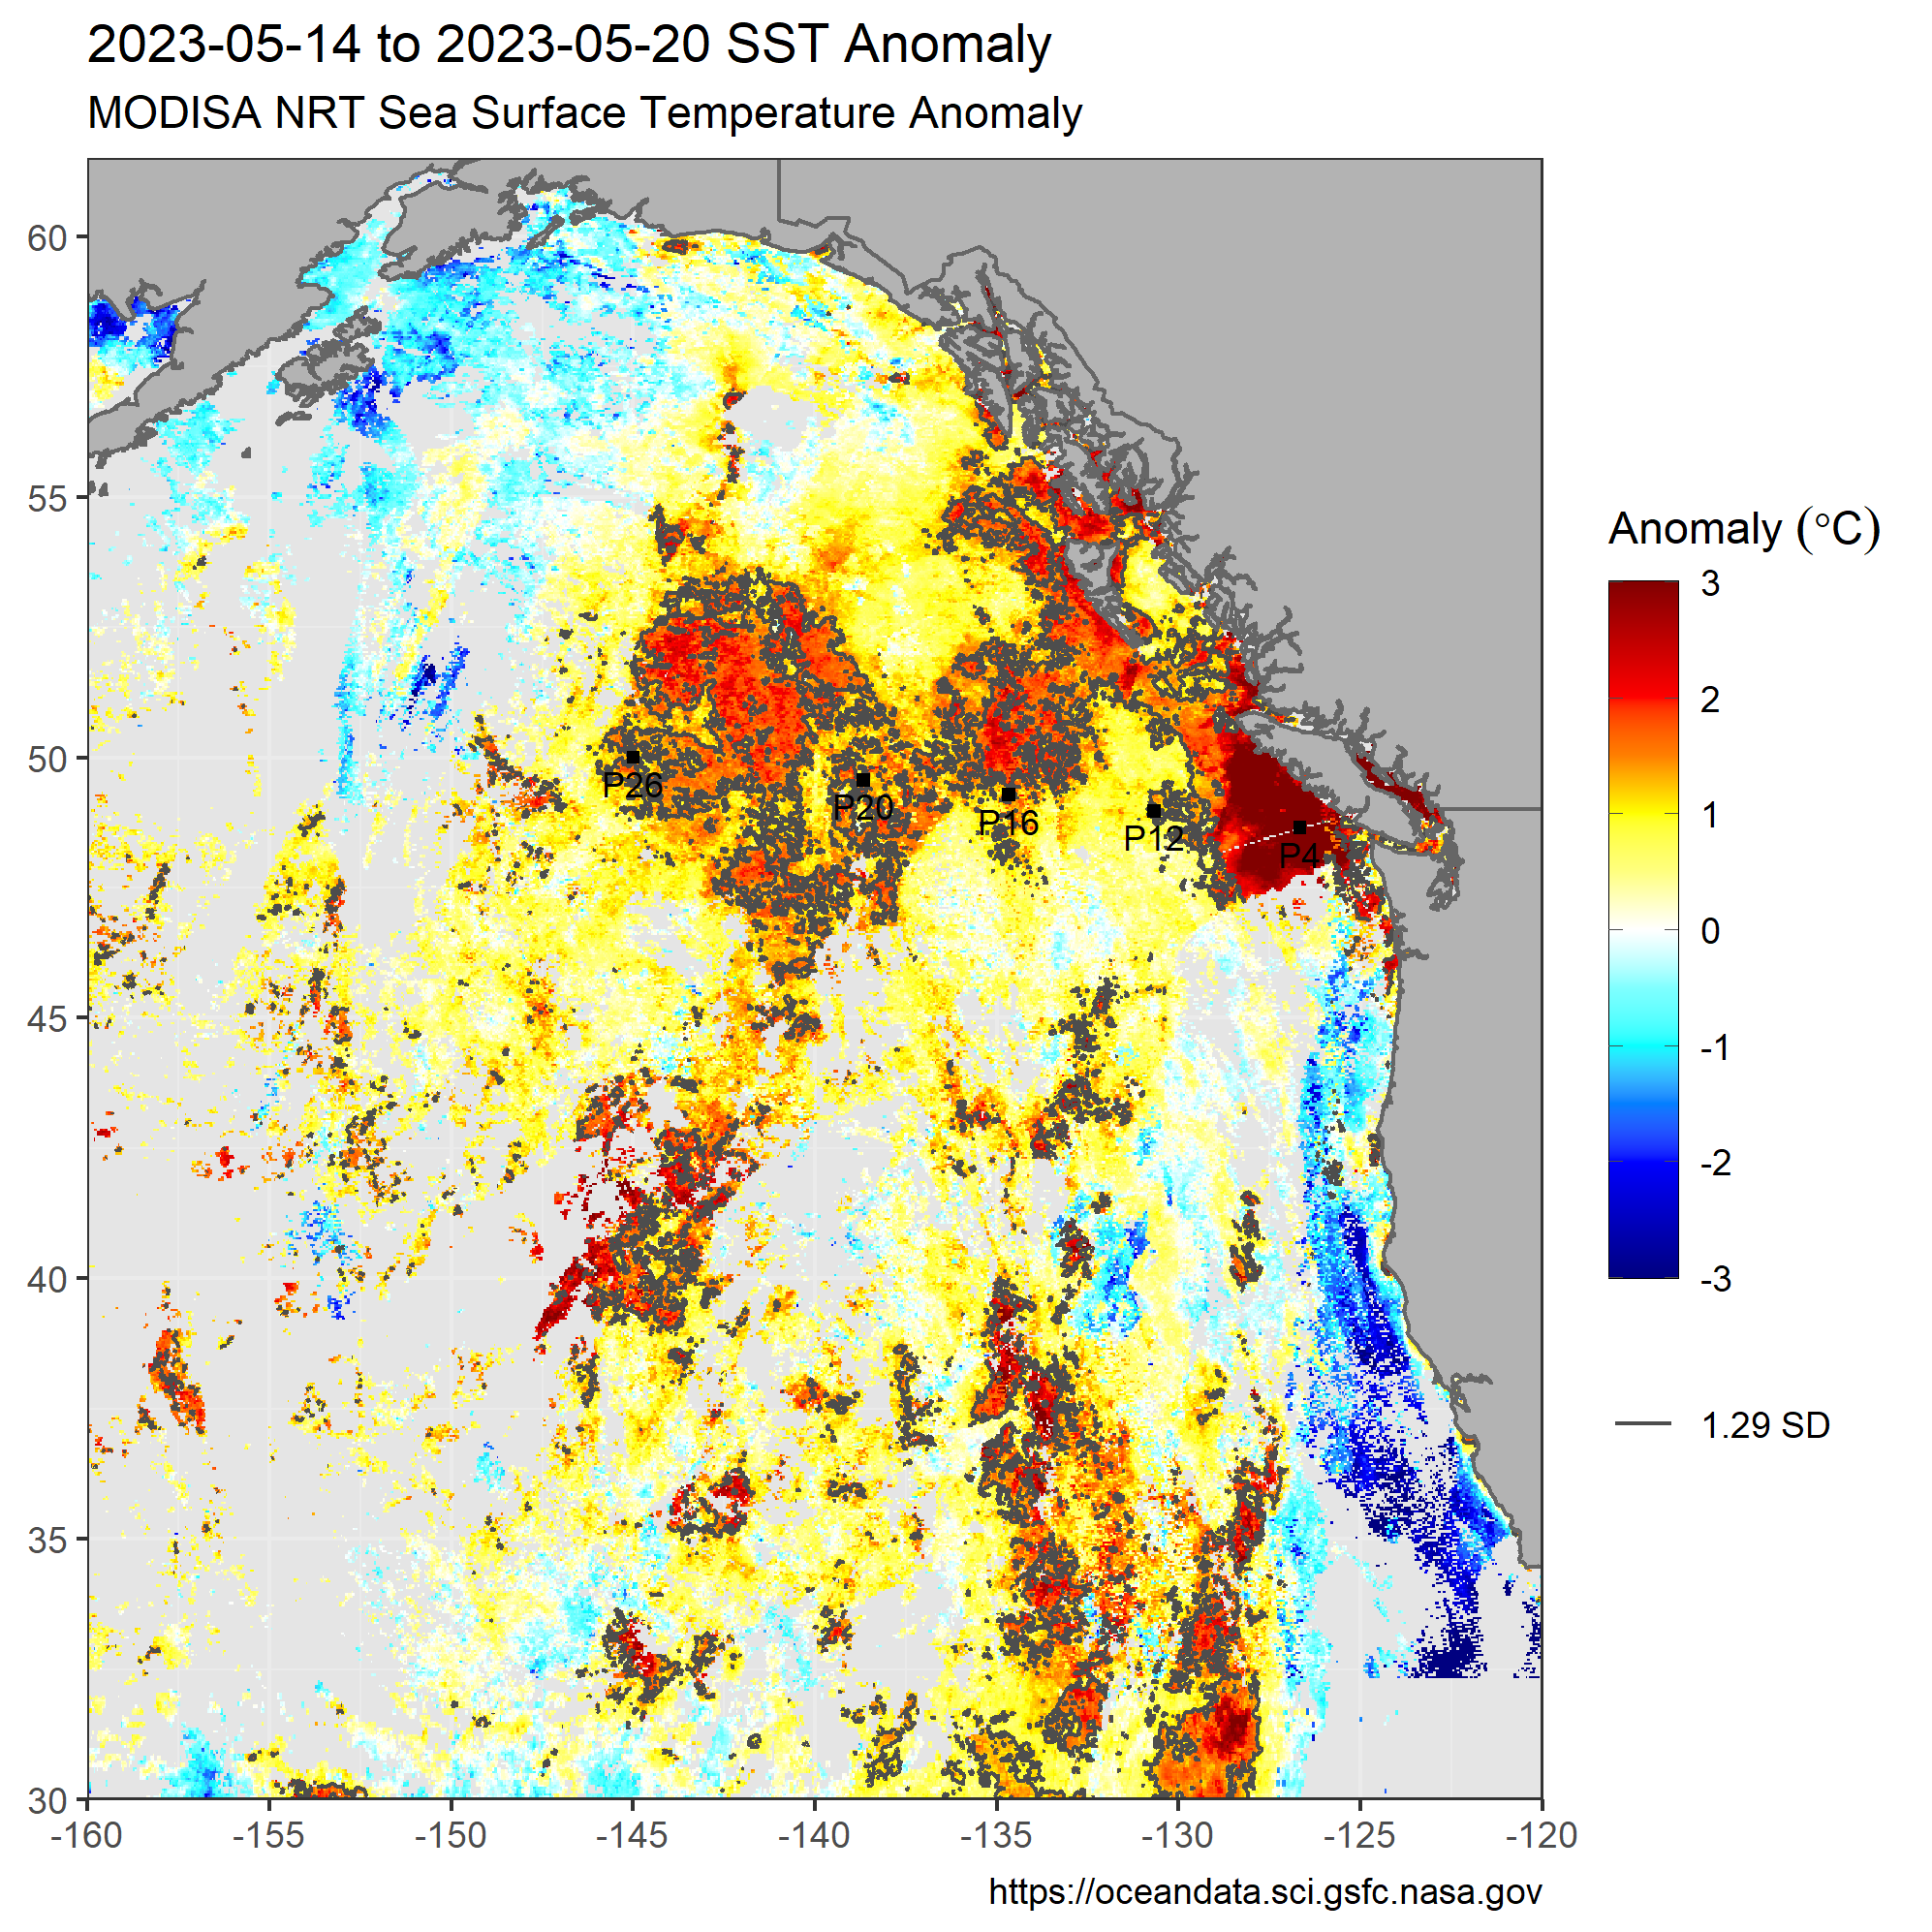 2023-05-14 to 2023-05-20 SST Anomaly
MODISA NRT Sea Surface Temperature Anomaly
60
55
50
45
40
35
30
-160
-155
-150
-145
-140
-135
-130
-125
-120
P26
P20
P16
P12
P4
Anomaly (°C)
3
2
1
0
-1
-2
-3
1.29 SD
https://oceandata.sci.gsfc.nasa.gov